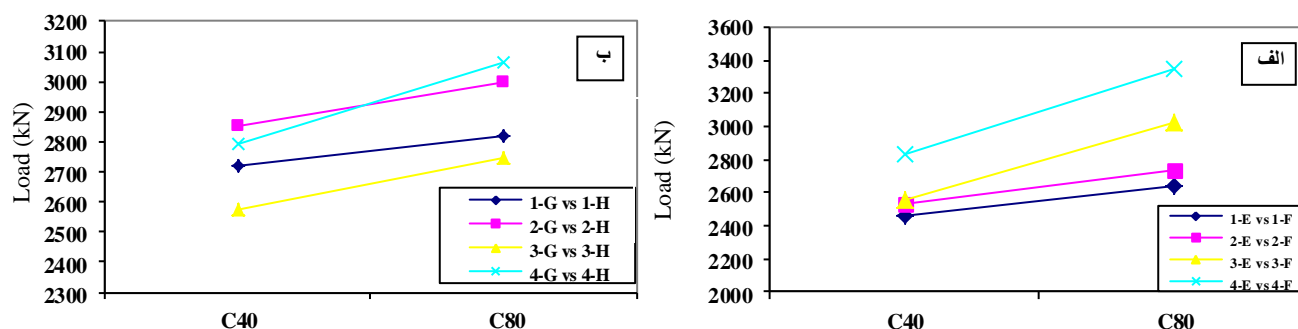 ب
Load (kN)
3200
3100
3000
2900
2800
2700
2600
2500
2400
2300
C40
C80
1-G vs 1-H
2-G vs 2-H
3-G vs 3-H
4-G vs 4-H
الف
Load (kN)
3600
3400
3200
3000
2800
2600
2400
2200
2000
C40
C80
1-E vs 1-F
2-E vs 2-F
3-E vs 3-F
4-E vs 4-F